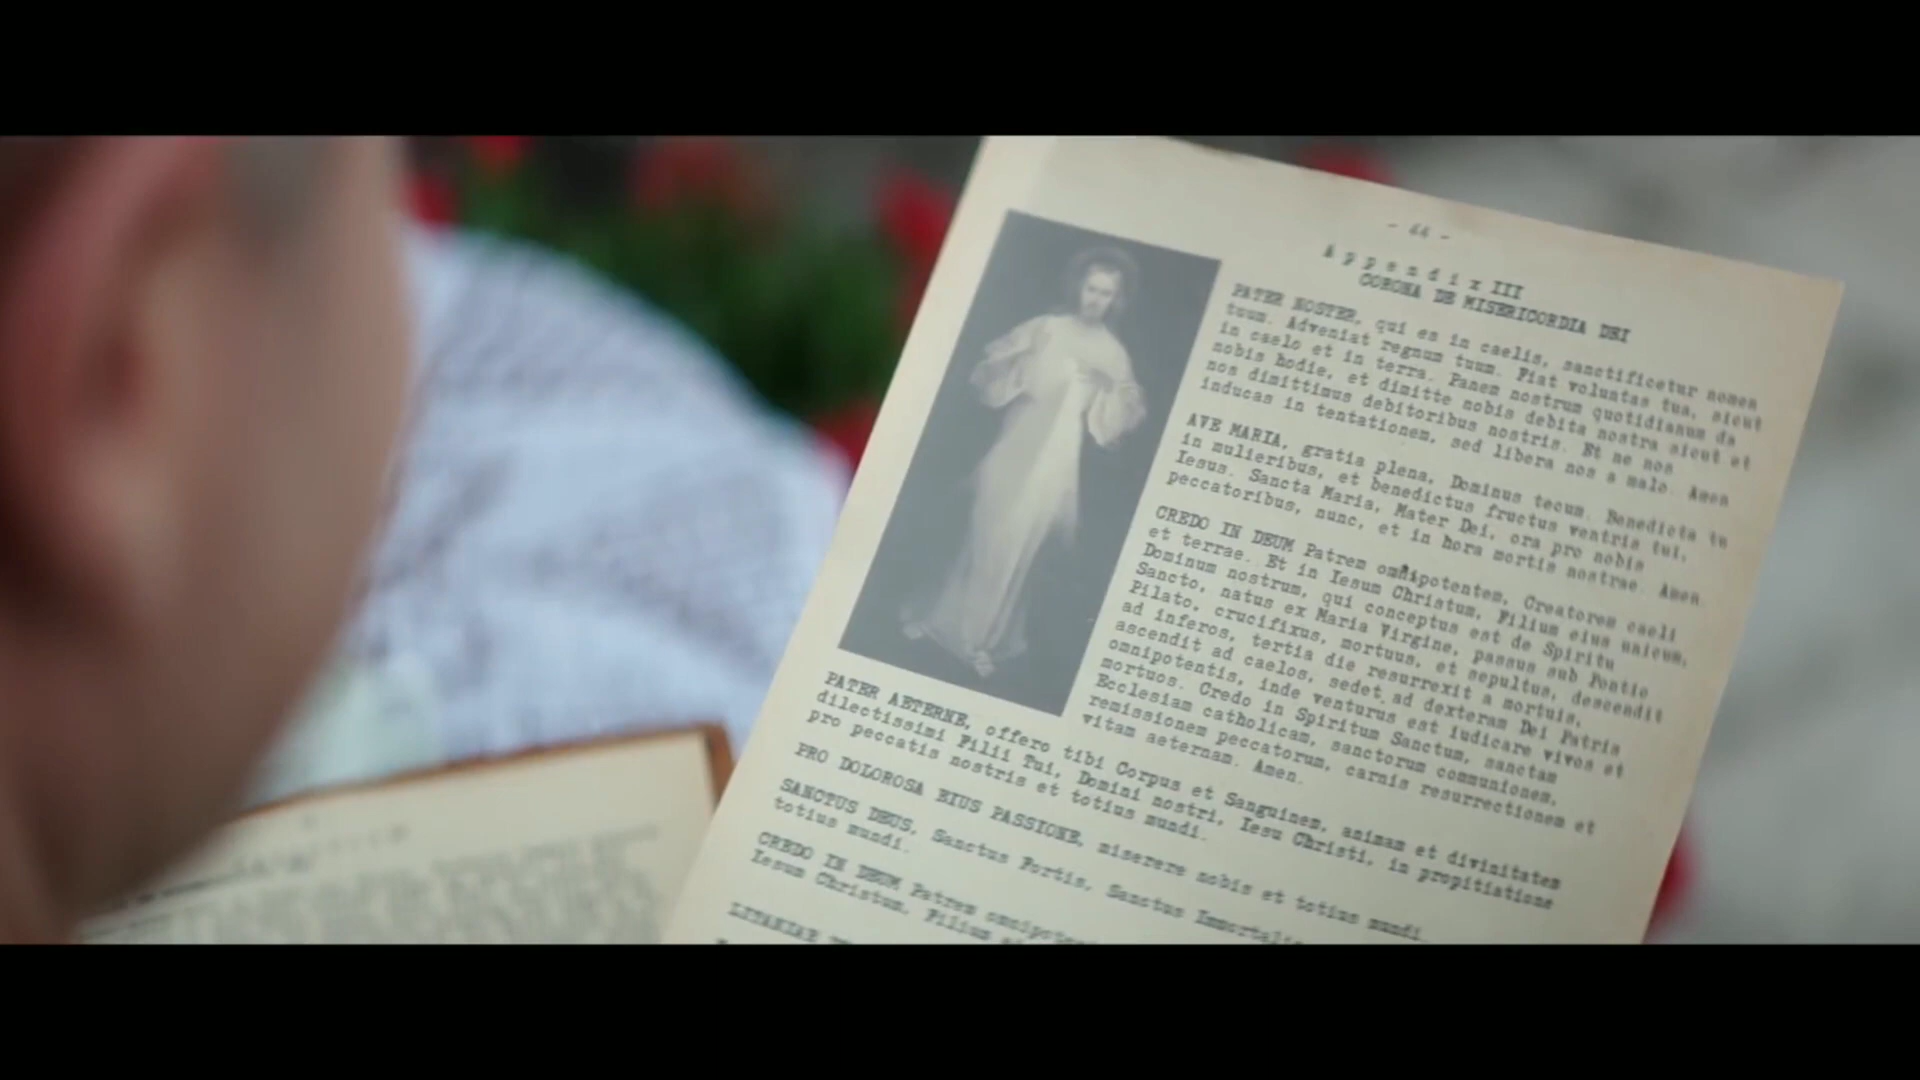 - 44 -
Appendix III
CORONA DE MISERICORDIA DEI
PATER NOSTER, qui es in caelis, sanctificetur nomen
tuum. Adveniat regnum tuum. Fiat voluntas tua, sicut
in caelo et in terra. Panem nostrum quotidianum da
nobis hodie, et dimitte nobis debita nostra sicut et
nos dimittimus debitoribus nostris. Et ne nos
inducas in tentationem, sed libera nos a malo. Amen
AVE MARIA, gratia plena, Dominus tecum. Benedicta tu
in mulieribus, et benedictus fructus ventris tui,
Iesus. Sancta Maria, Mater Dei, ora pro nobis
peccatoribus, nunc, et in hora mortis nostrae. Amen
CREDO IN DEUM Patrem omnipotentem, Creatorem caeli
et terrae. Et in Iesum Christum, Filium eius unicum,
Dominum nostrum, qui conceptus est de Spiritu
Sancto, natus ex Maria Virgine, passus sub Pontio
Pilato, crucifixus, mortuus, et sepultus, descendit
ad inferos, tertia die resurrexit a mortuis,
ascendit ad caelos, sedet ad dexteram Dei Patris
omnipotentis, inde venturus est iudicare vivos et
mortuos. Credo in Spiritum Sanctum, sanctam
Ecclesiam catholicam, sanctorum communionem,
remissionem peccatorum, carnis resurrectionem et
vitam aeternam. Amen.
PATER AETERNE, offero tibi Corpus et Sanguinem, animam et divinitatem
dilectissimi Filii Tui, Domini nostri, Iesu Christi, in propitiatione
pro peccatis nostris et totius mundi.
PRO DOLOROSA EIUS PASSIONE, miserere nobis et totius mundi.
SANCTUS DEUS, Sanctus Fortis, Sanctus Immortalis
totius mundi.
CREDO IN DEUM Patrem omnipoten
Iesum Christum, Filium
LITANIAE